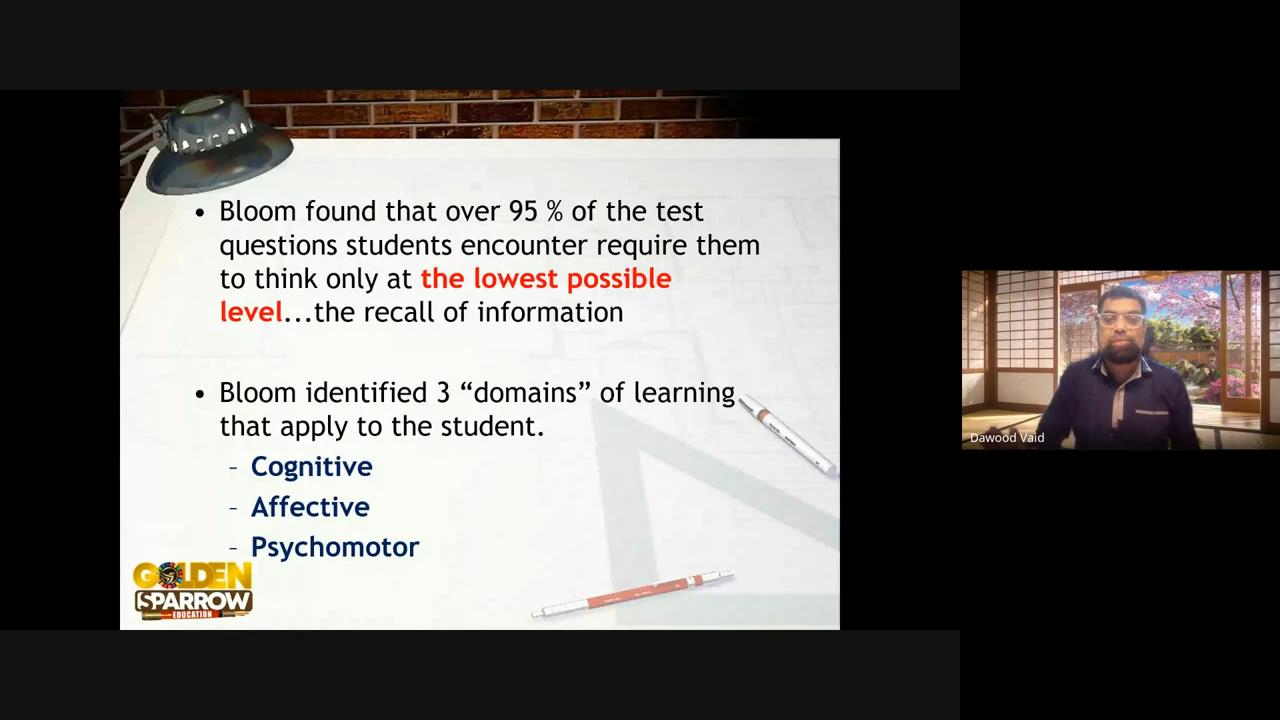 • Bloom found that over 95 % of the test
questions students encounter require them
to think only at the lowest possible
level...the recall of information
• Bloom identified 3 “domains” of learning
that apply to the student.
– Cognitive
– Affective
– Psychomotor
GOLDEN
SPARROW
EDUCATION
Dawood Vaid